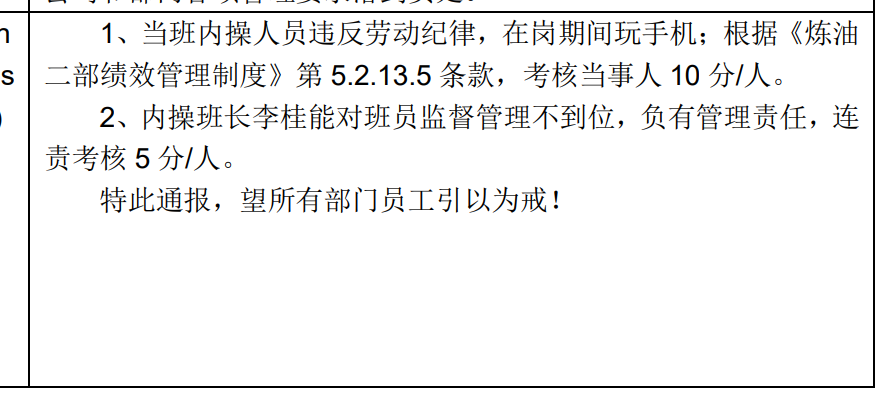 1、当班内操人员违反劳动纪律，在岗期间玩手机；根据《炼油
二部绩效管理制度》第 5.2.13.5 条款，考核当事人 10 分/人。
2、内操班长李桂能对班员监督管理不到位，负有管理责任，连
责考核 5 分/人。
特此通报，望所有部门员工引以为戒！